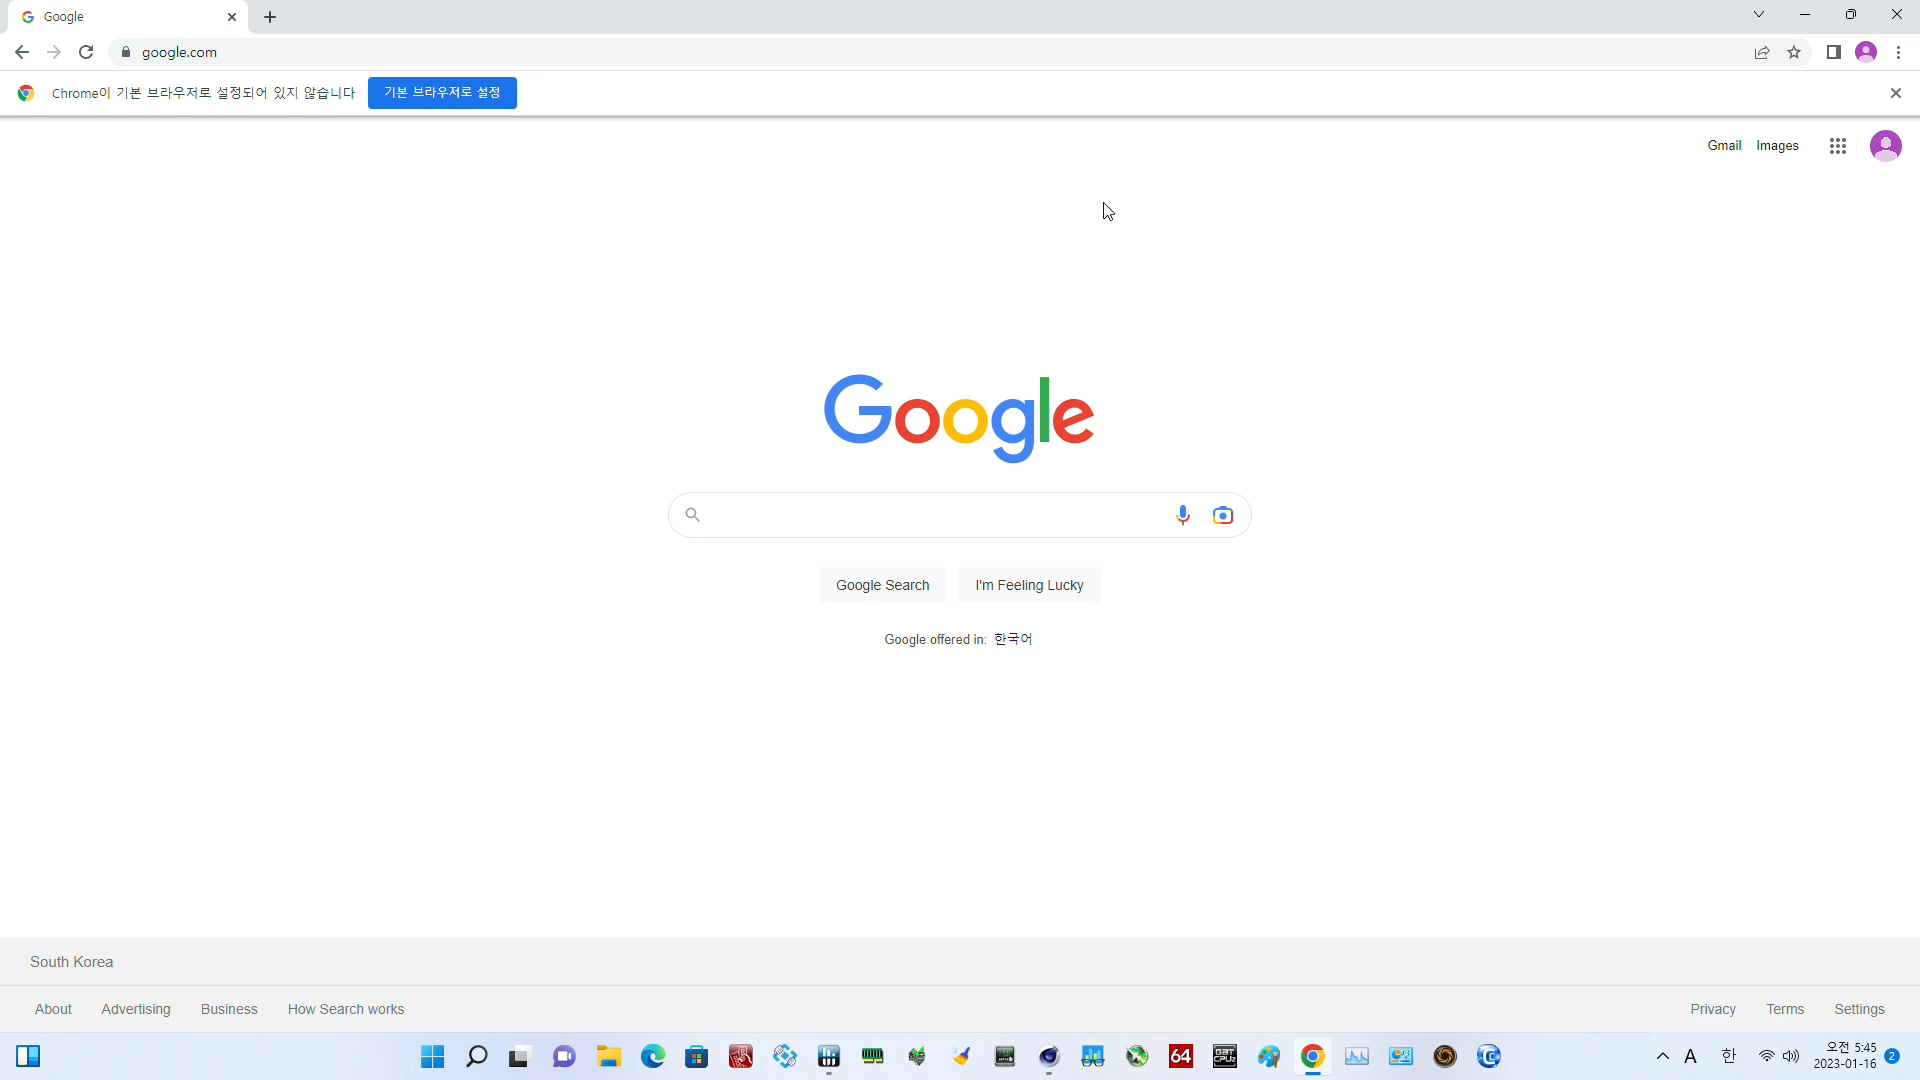 Google
google.com
Chrome이 기본 브라우저로 설정되어 있지 않습니다 기본 브라우저로 설정
Gmail Images
Google
Google Search I'm Feeling Lucky
Google offered in: 한국어
South Korea
About Advertising Business How Search works Privacy Terms Settings
64
A 한
오전 5:45
2023-01-16
2